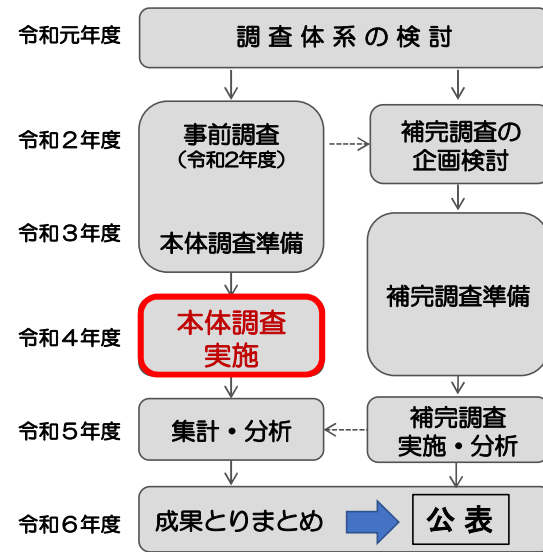 令和元年度
調査体系の検討
令和２年度
事前調査
（令和2年度）
補完調査の
企画検討
令和３年度
本体調査準備
補完調査準備
令和４年度
本体調査
実施
令和５年度
集計・分析
補完調査
実施・分析
令和６年度
成果とりまとめ
公表